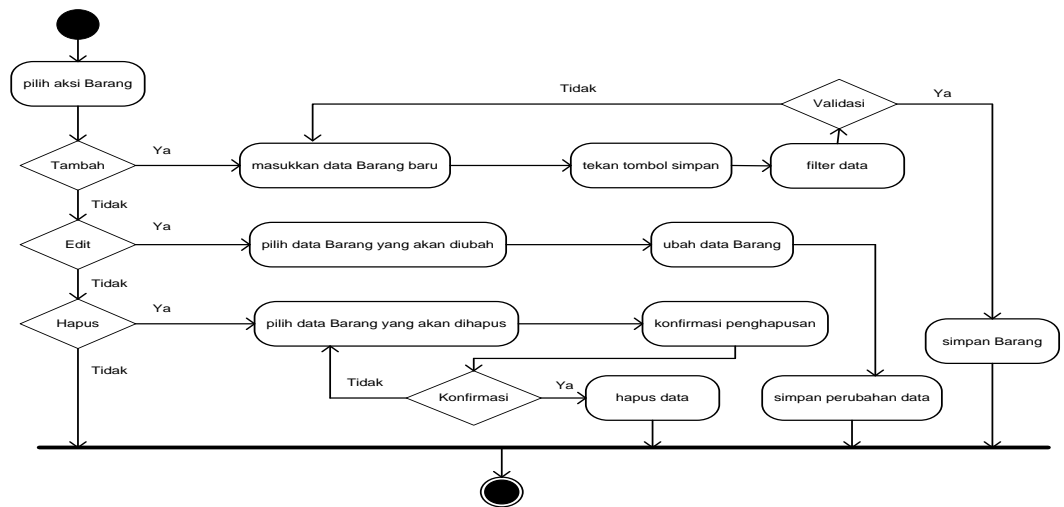 pilih aksi Barang
Tidak
Validasi
Ya
Tambah
Ya
masukkan data Barang baru
tekan tombol simpan
filter data
Tidak
Edit
Ya
pilih data Barang yang akan diubah
ubah data Barang
Tidak
Hapus
Ya
pilih data Barang yang akan dihapus
konfirmasi penghapusan
simpan Barang
Tidak
Tidak
Konfirmasi
Ya
hapus data
simpan perubahan data